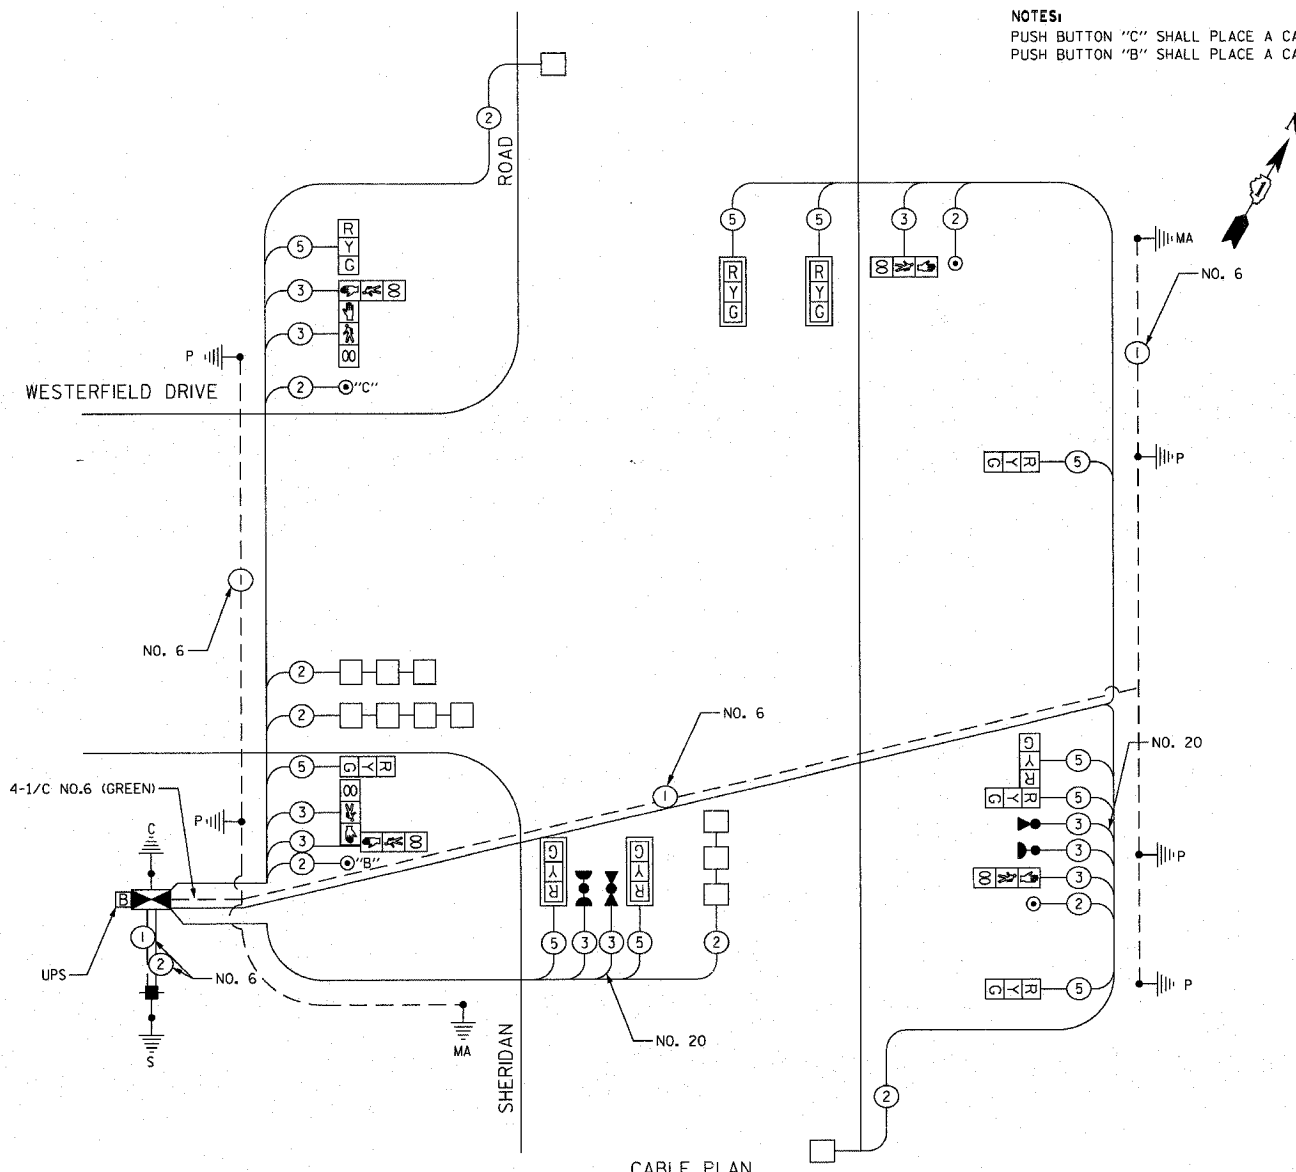 NOTES:
PUSH BUTTON "C" SHALL PLACE A CA
PUSH BUTTON "B" SHALL PLACE A CA
2
ROAD
N
1
5
5
3
2
R
Y
G
5
R
Y
G
R
Y
G
MA
NO. 6
3
3
1
P
WESTERFIELD DRIVE
2
"C"
G Y R
5
P
1
NO. 6
2
2
NO. 6
5
G Y R
4-1/C NO.6 (GREEN)
1
G
Y
R
5
NO. 20
G Y R
5
C
P
3
3
2
"B"
3
3
P
3
2
G
Y
R
G
Y
R
B
UPS
1
2
NO. 6
5
3
3
5
2
G Y R
5
P
S
MA
NO. 20
SHERIDAN
2
CABLE PLAN